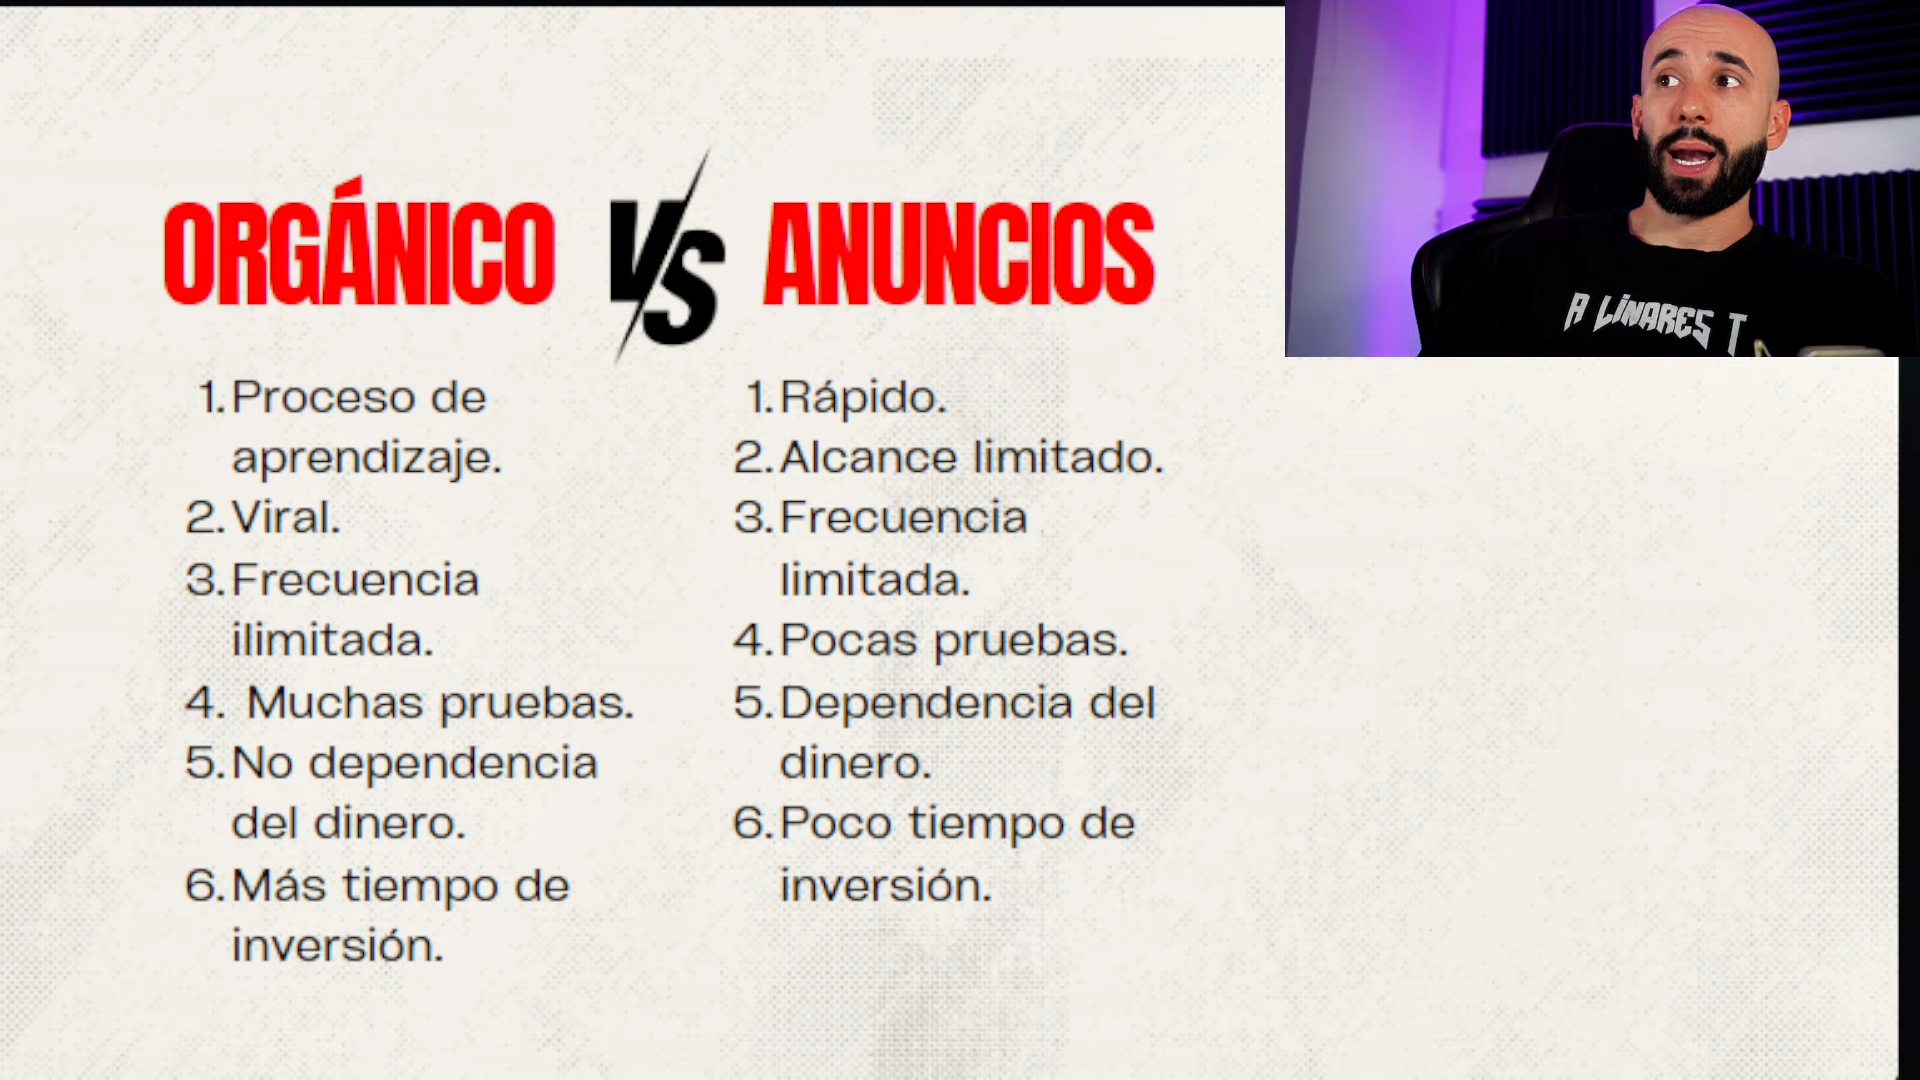 ORGÁNICO VS ANUNCIOS
1. Proceso de
aprendizaje.
2. Viral.
3. Frecuencia
ilimitada.
4. Muchas pruebas.
5. No dependencia
del dinero.
6. Más tiempo de
inversión.
1. Rápido.
2. Alcance limitado.
3. Frecuencia
limitada.
4. Pocas pruebas.
5. Dependencia del
dinero.
6. Poco tiempo de
inversión.
A LINARES T